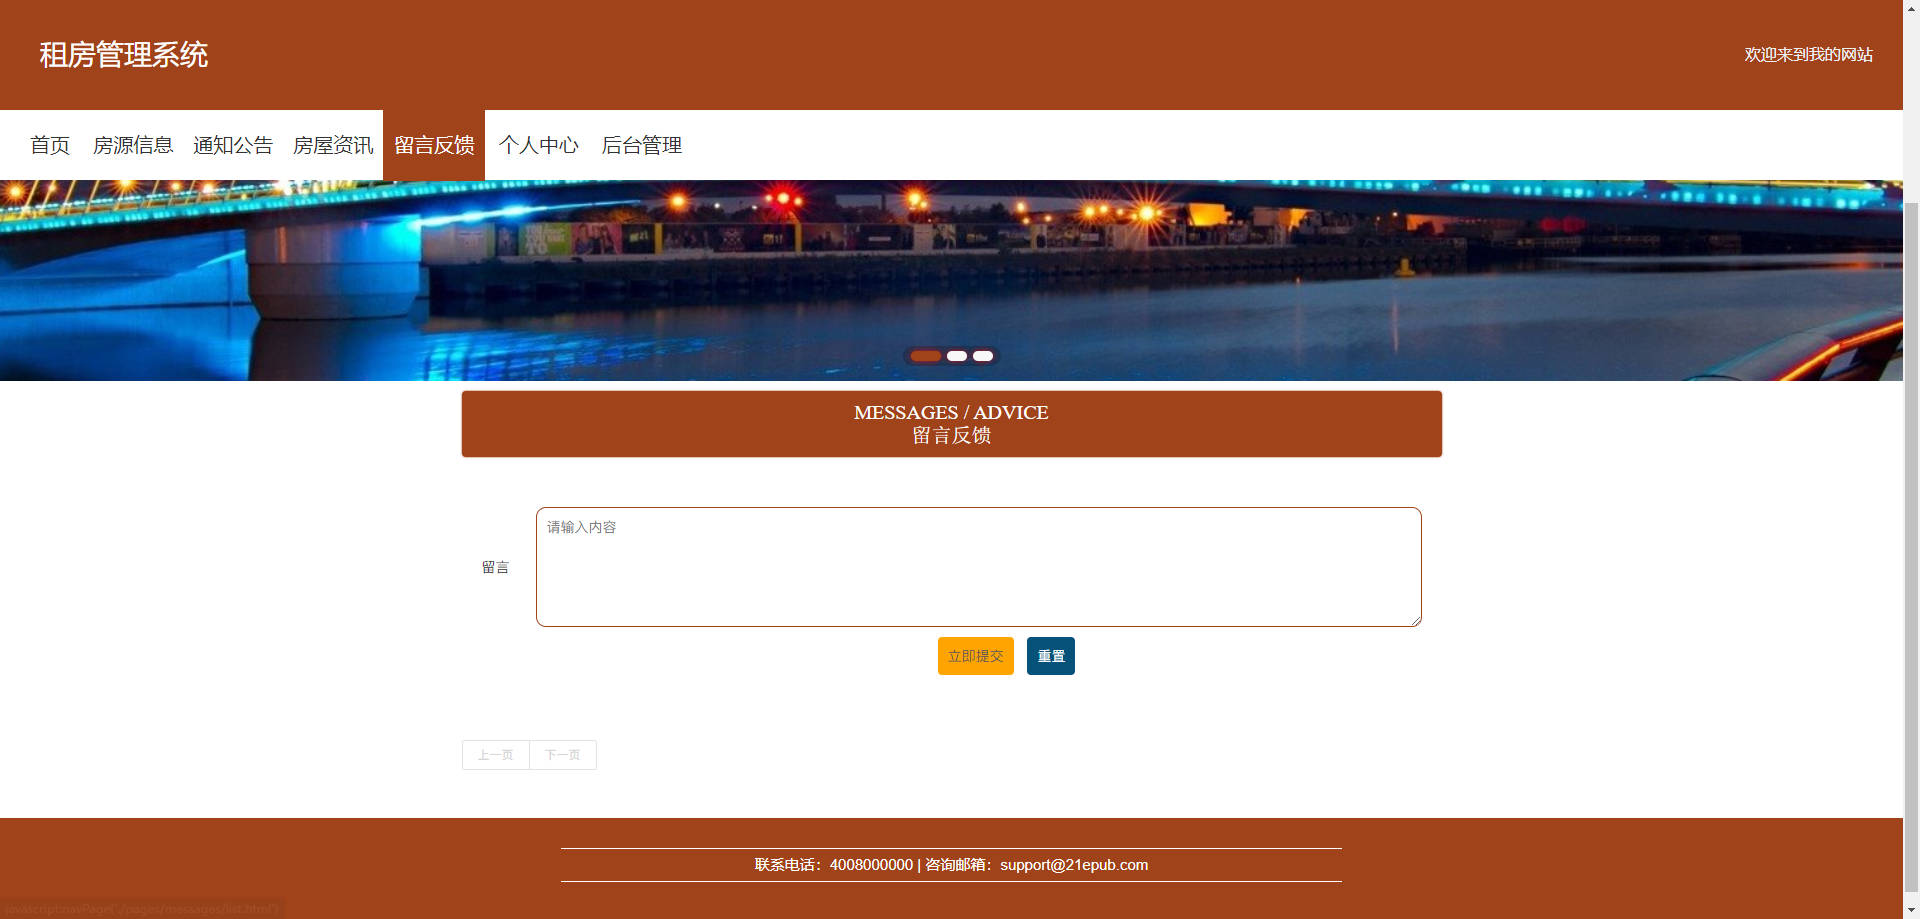 租房管理系统
欢迎来到我的网站
首页 房源信息 通知公告 房屋资讯 留言反馈 个人中心 后台管理
MESSAGES / ADVICE
留言反馈
请输入内容
留言
立即提交 重置
上一页 下一页
联系电话：4008000000 | 咨询邮箱：support@21epub.com
javascript:navPage('./pages/messages/list.html')